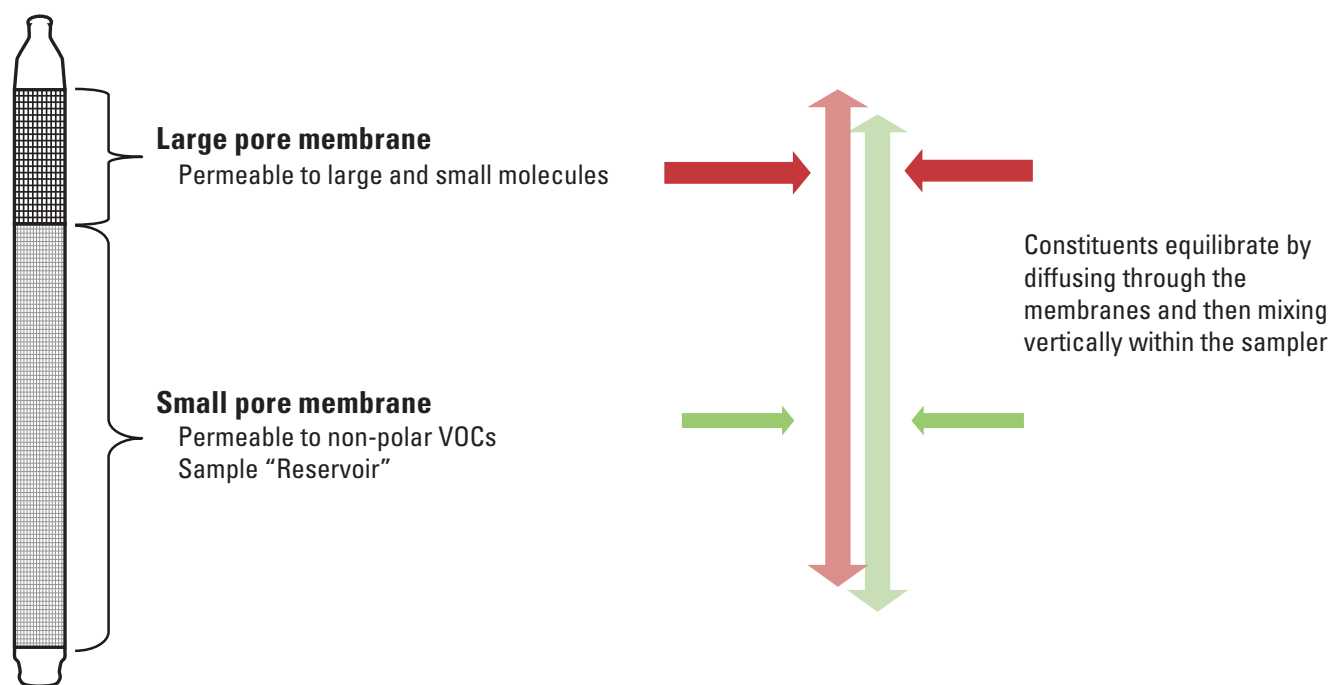 Large pore membrane
Permeable to large and small molecules
Constituents equilibrate by
diffusing through the
membranes and then mixing
vertically within the sampler
Small pore membrane
Permeable to non-polar VOCs
Sample “Reservoir”